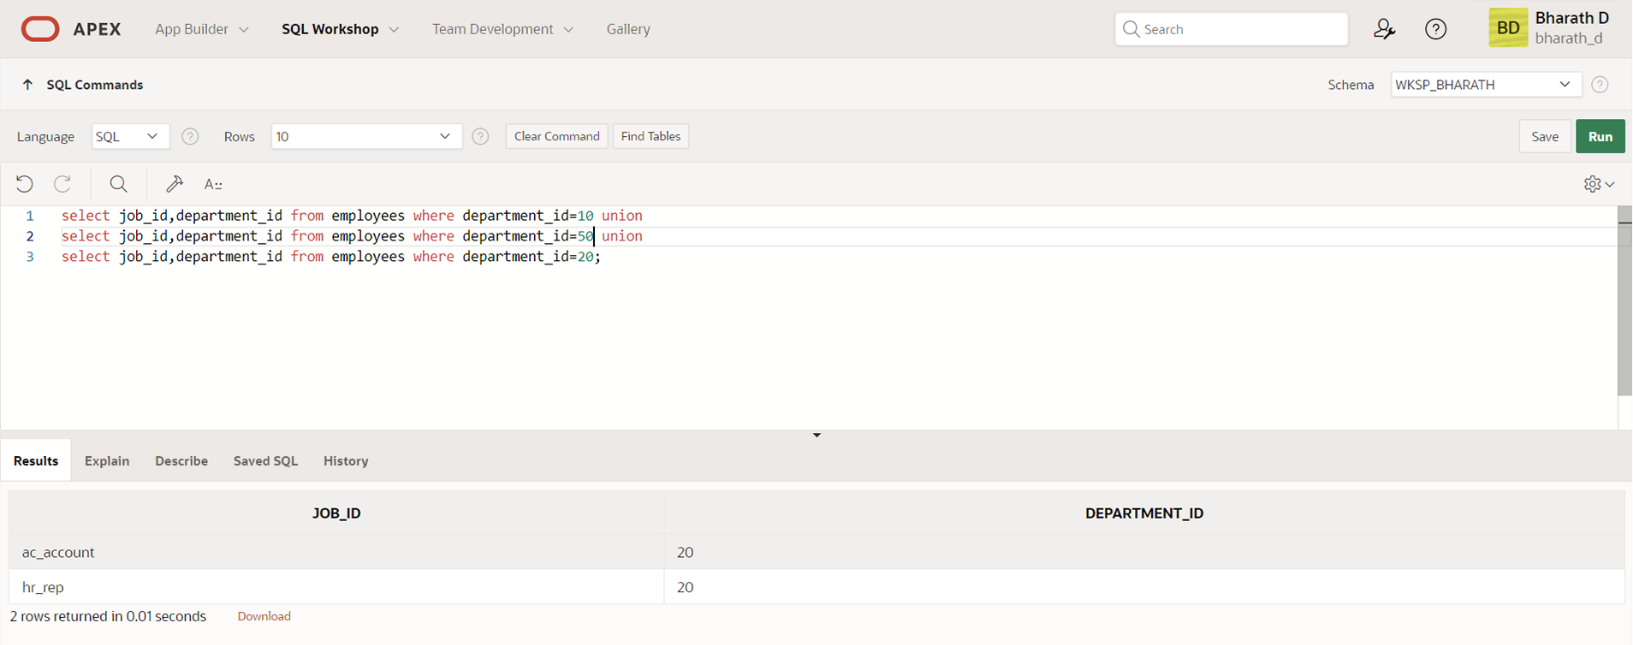 APEX App Builder SQL Workshop Team Development Gallery Search BD Bharath D
bharath_d
SQL Commands Schema WKSP_BHARATH
Language SQL Rows 10 Clear Command Find Tables Save Run
A::
1 select job_id,department_id from employees where department_id=10 union
2 select job_id,department_id from employees where department_id=50 union
3 select job_id,department_id from employees where department_id=20;
Results Explain Describe Saved SQL History
JOB_ID DEPARTMENT_ID
ac_account 20
hr_rep 20
2 rows returned in 0.01 seconds Download